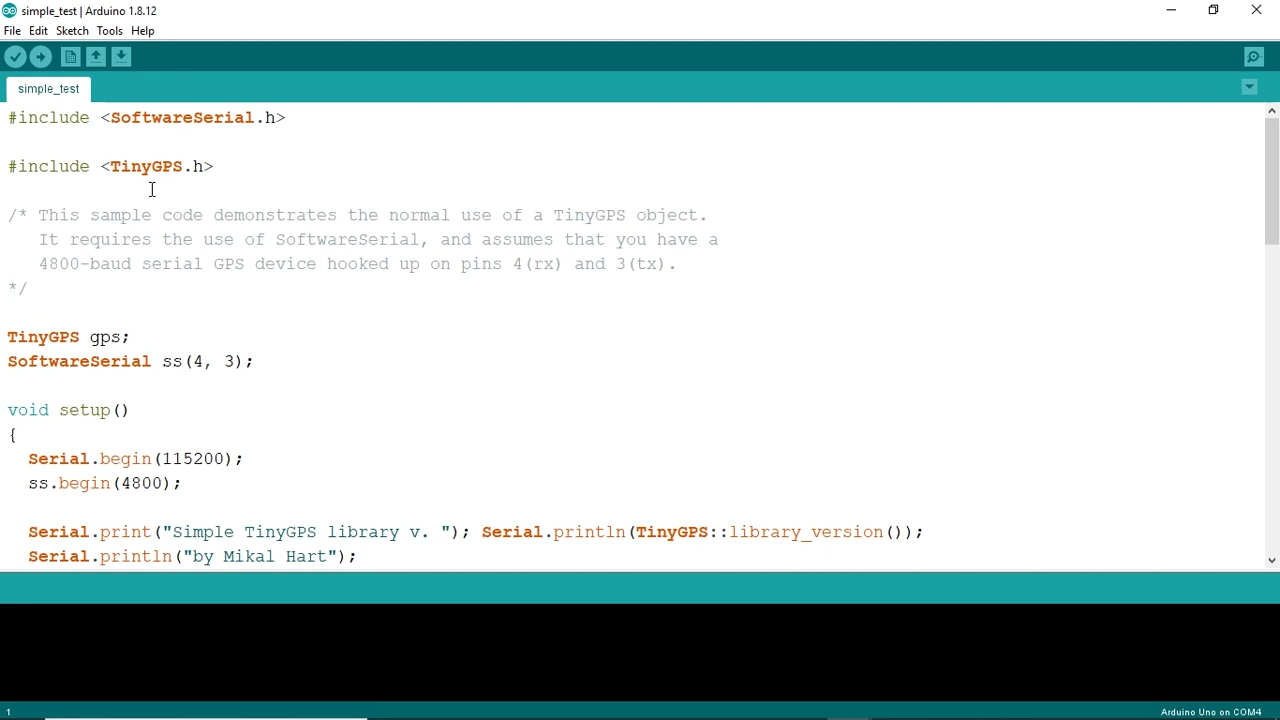 simple_test | Arduino 1.8.12
File Edit Sketch Tools Help
simple_test
#include <SoftwareSerial.h>
#include <TinyGPS.h>
/* This sample code demonstrates the normal use of a TinyGPS object.
It requires the use of SoftwareSerial, and assumes that you have a
4800-baud serial GPS device hooked up on pins 4(rx) and 3(tx).
*/
TinyGPS gps;
SoftwareSerial ss(4, 3);
void setup()
{
Serial.begin(115200);
ss.begin(4800);
Serial.print("Simple TinyGPS library v. "); Serial.println(TinyGPS::library_version());
Serial.println("by Mikal Hart");
1
Arduino Uno on COM4